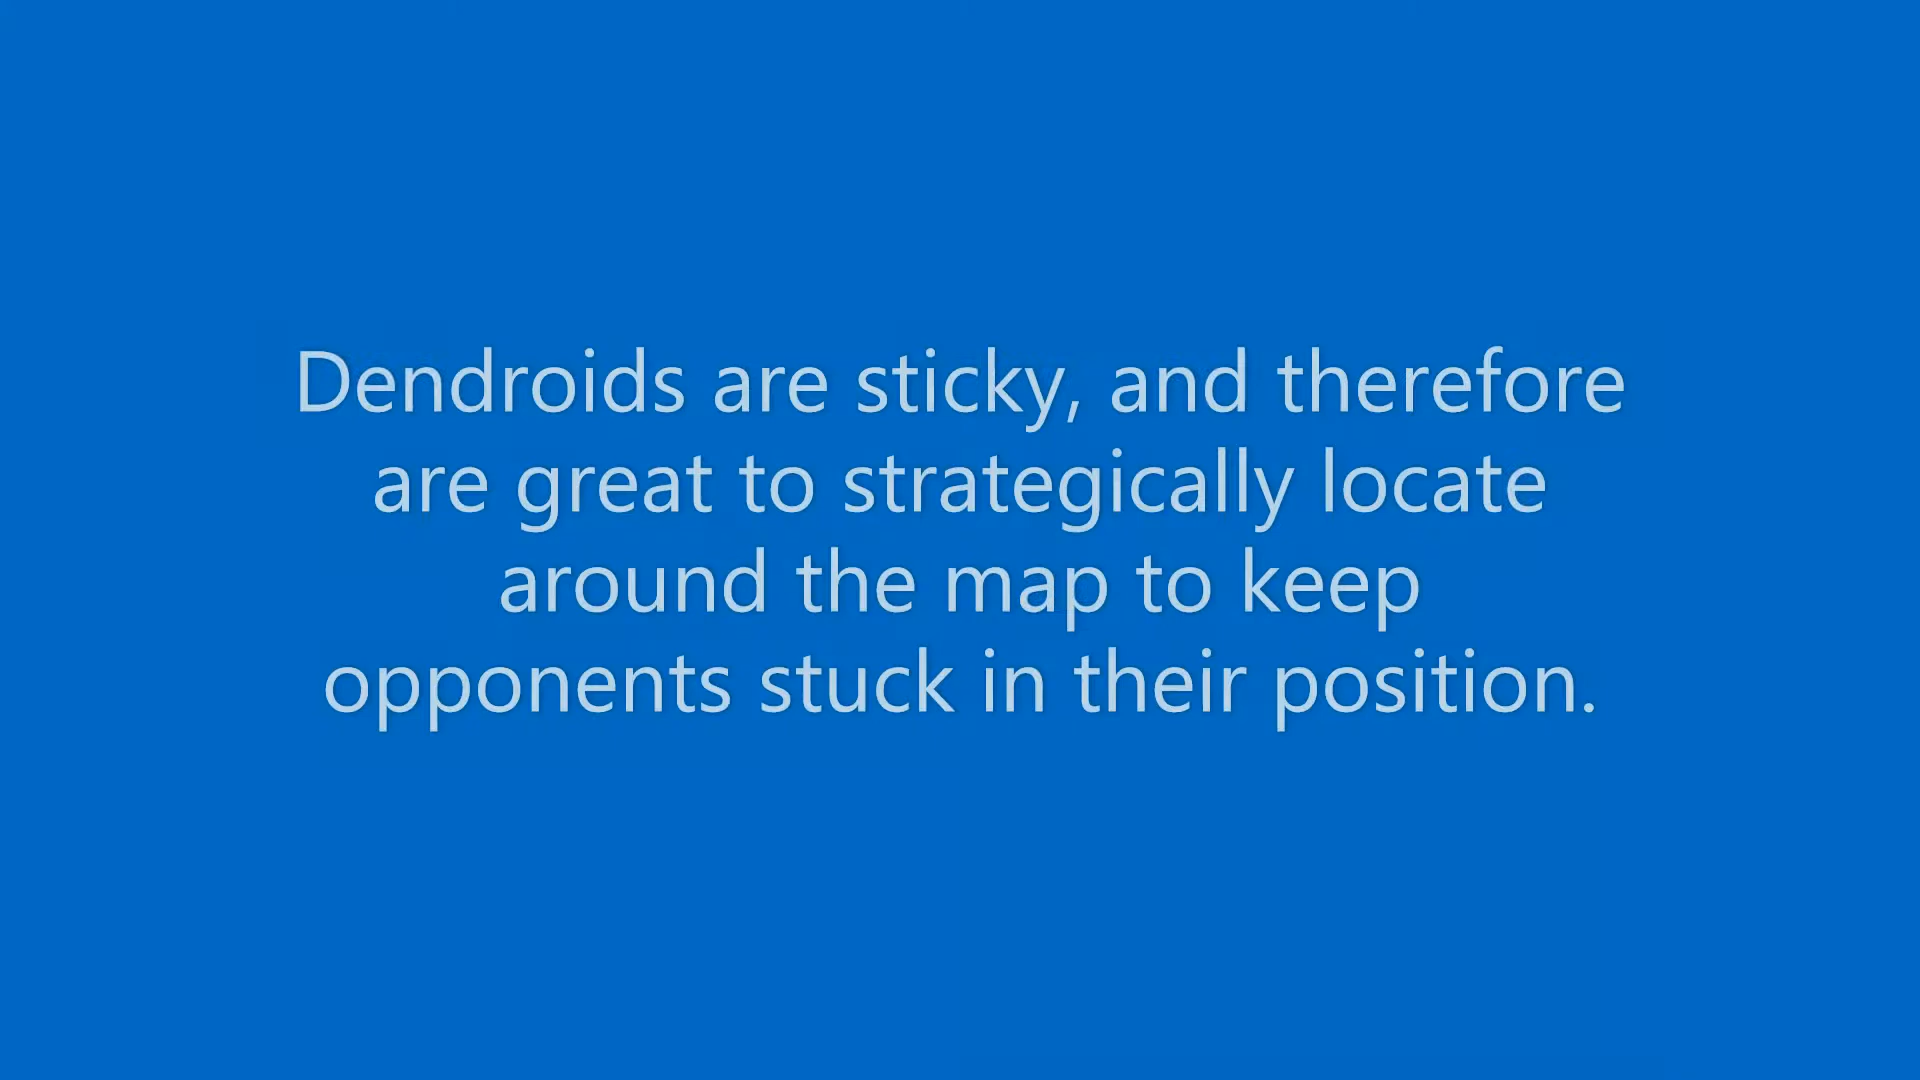 Dendroids are sticky, and therefore
are great to strategically locate
around the map to keep
opponents stuck in their position.